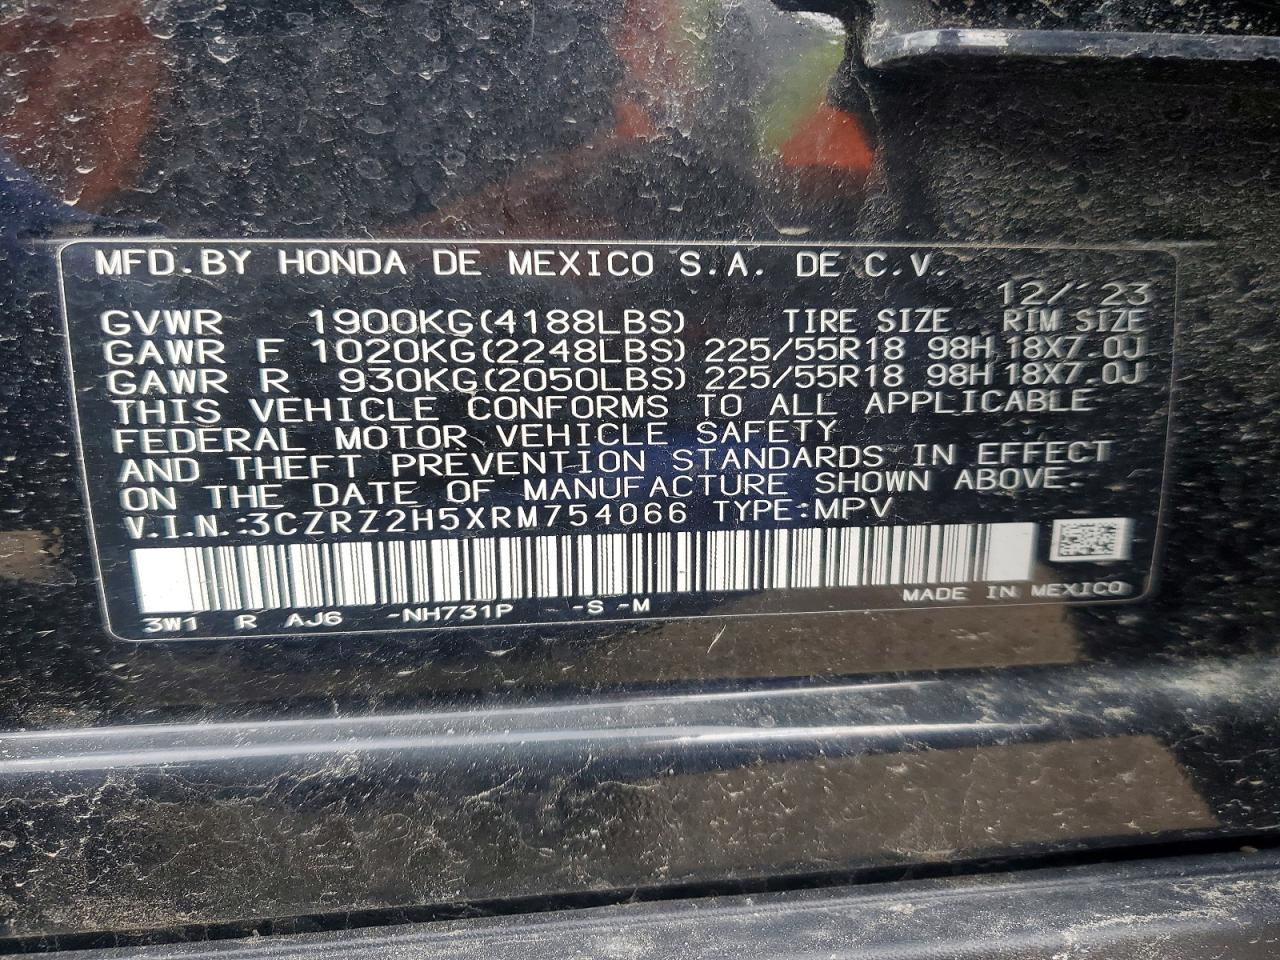 MFD.BY HONDA DE MEXICO S.A. DE C.V.
12/ 23
GVWR 1900KG(4188LBS) TIRE SIZE RIM SIZE
GAWR F 1020KG(2248LBS) 225/55R18 98H 18X7.0J
GAWR R 930KG(2050LBS) 225/55R18 98H 18X7.0J
THIS VEHICLE CONFORMS TO ALL APPLICABLE
FEDERAL MOTOR VEHICLE SAFETY
AND THEFT PREVENTION STANDARDS IN EFFECT
ON THE DATE OF MANUFACTURE SHOWN ABOVE.
V.I.N.:3CZRZ2H5XRM754066 TYPE:MPV
MADE IN MEXICO
3W1 R AJ6 -NH731P -S -M